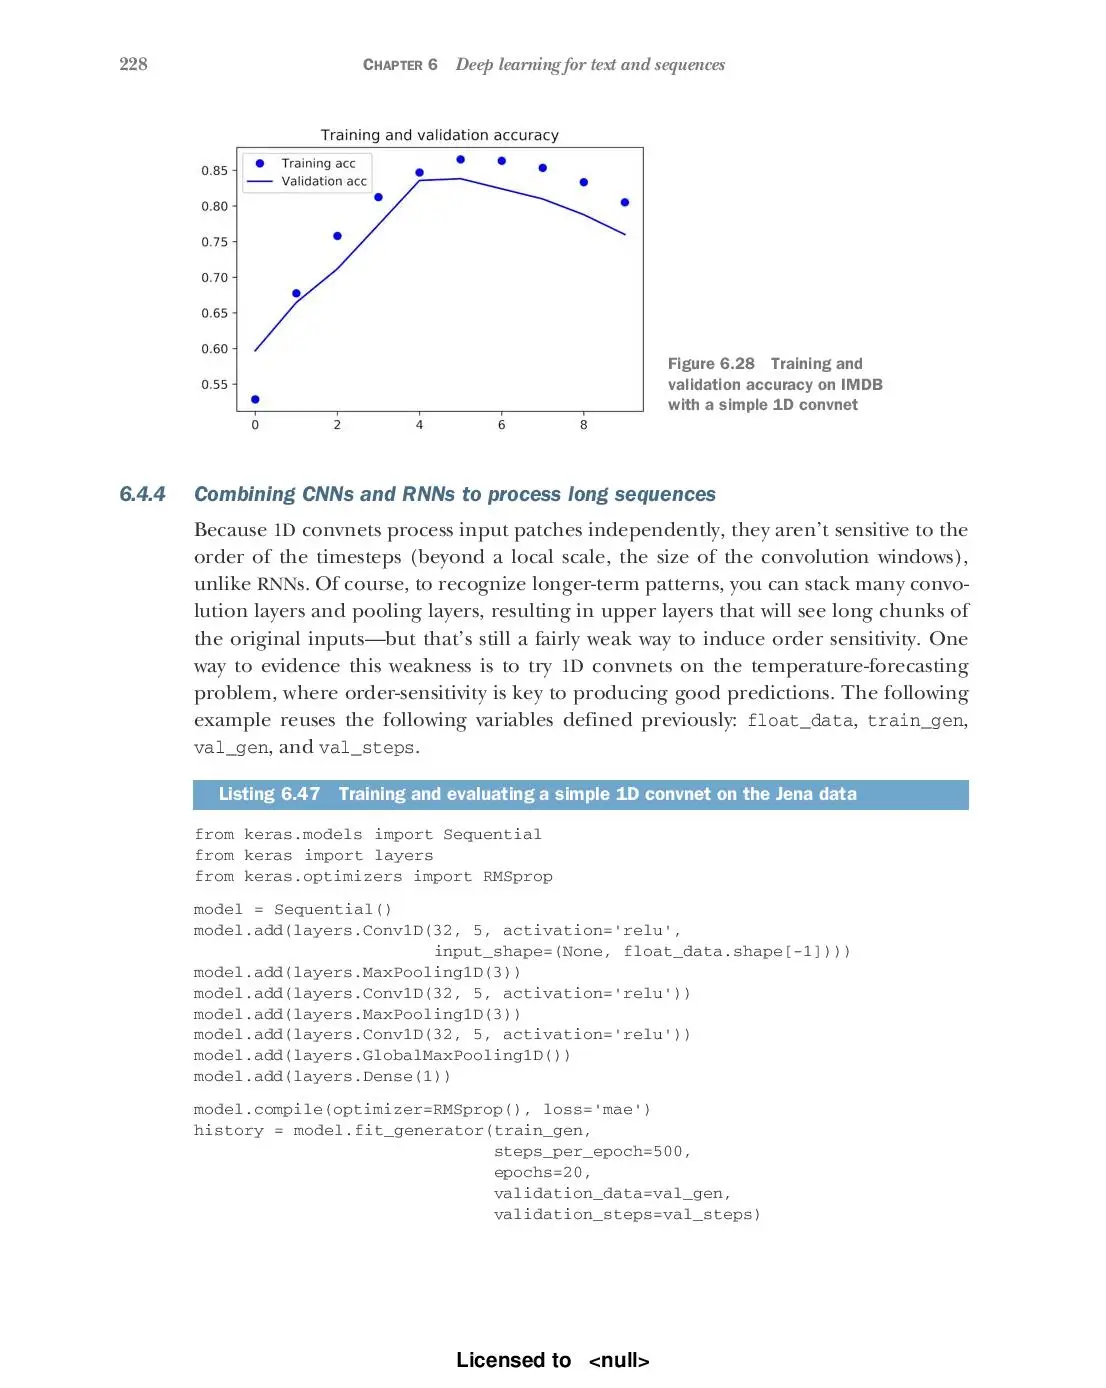 228
CHAPTER 6 Deep learning for text and sequences
Training and validation accuracy
Training acc
Validation acc
0.85
0.80
0.75
0.70
0.65
0.60
0.55
0 2 4 6 8
Figure 6.28 Training and
validation accuracy on IMDB
with a simple 1D convnet
6.4.4 Combining CNNs and RNNs to process long sequences
Because 1D convnets process input patches independently, they aren’t sensitive to the
order of the timesteps (beyond a local scale, the size of the convolution windows),
unlike RNNs. Of course, to recognize longer-term patterns, you can stack many convo-
lution layers and pooling layers, resulting in upper layers that will see long chunks of
the original inputs—but that’s still a fairly weak way to induce order sensitivity. One
way to evidence this weakness is to try 1D convnets on the temperature-forecasting
problem, where order-sensitivity is key to producing good predictions. The following
example reuses the following variables defined previously: float_data, train_gen,
val_gen, and val_steps.
Listing 6.47 Training and evaluating a simple 1D convnet on the Jena data
from keras.models import Sequential
from keras import layers
from keras.optimizers import RMSprop
model = Sequential()
model.add(layers.Conv1D(32, 5, activation='relu',
input_shape=(None, float_data.shape[-1])))
model.add(layers.MaxPooling1D(3))
model.add(layers.Conv1D(32, 5, activation='relu'))
model.add(layers.MaxPooling1D(3))
model.add(layers.Conv1D(32, 5, activation='relu'))
model.add(layers.GlobalMaxPooling1D())
model.add(layers.Dense(1))
model.compile(optimizer=RMSprop(), loss='mae')
history = model.fit_generator(train_gen,
steps_per_epoch=500,
epochs=20,
validation_data=val_gen,
validation_steps=val_steps)
Licensed to <null>